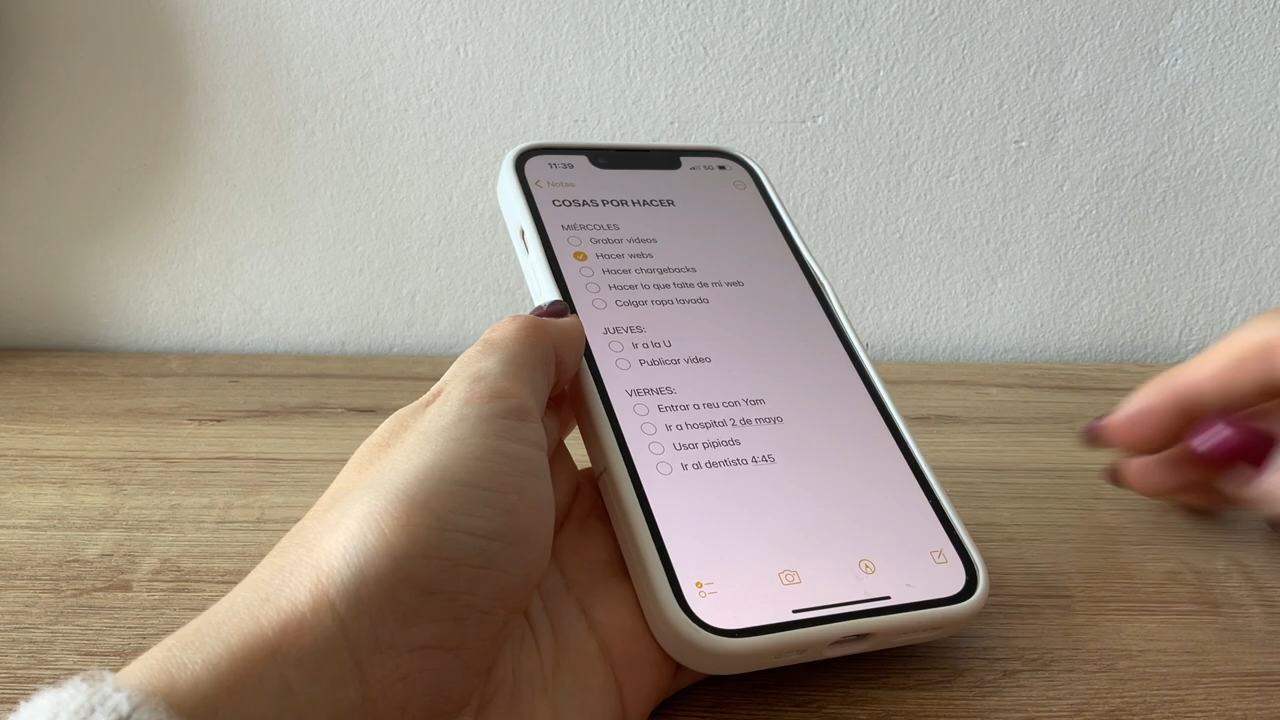 11:39
5G
Notas
COSAS POR HACER
MIÉRCOLES
Grabar videos
Hacer webs
Hacer chargebacks
Hacer lo que falte de mi web
Colgar ropa lavada
JUEVES:
Ir a la U
Publicar video
VIERNES:
Entrar a reu con Yam
Ir a hospital 2 de mayo
Usar pipiads
Ir al dentista 4:45